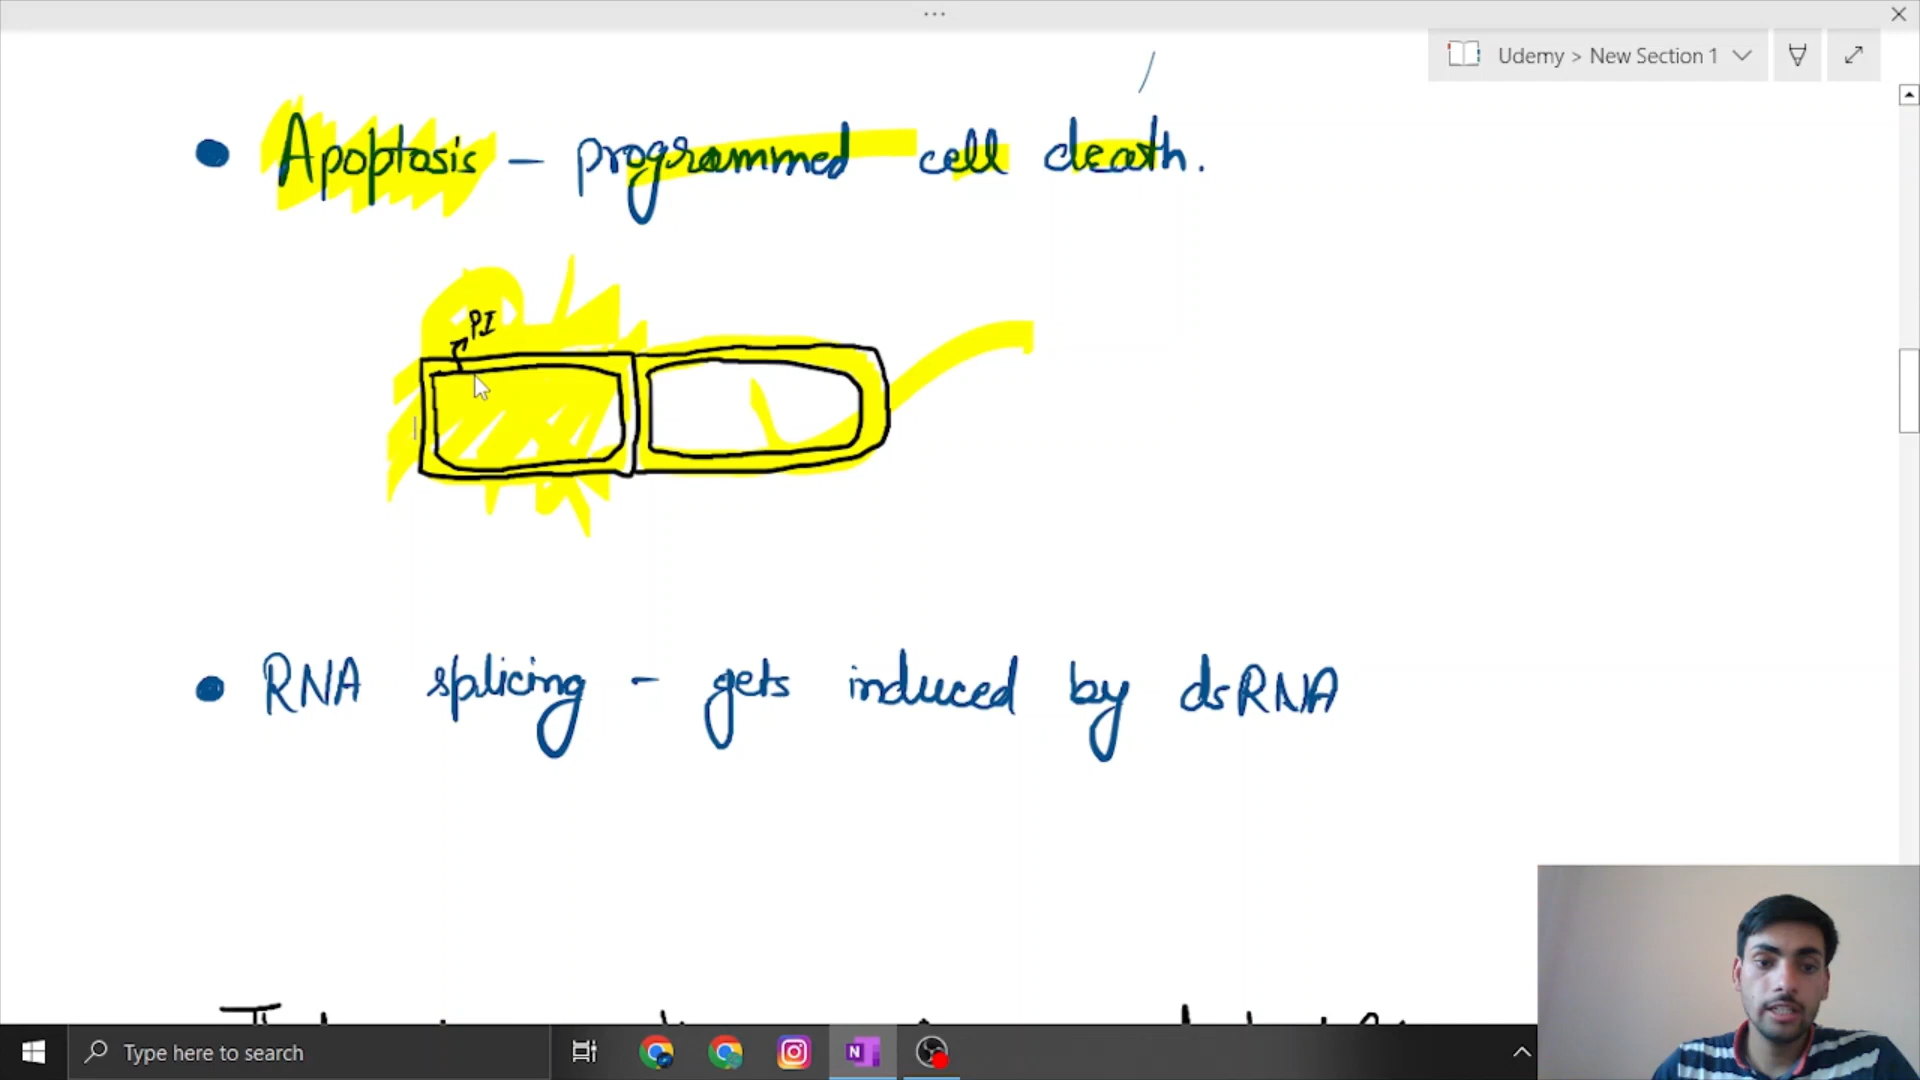 ...
Udemy > New Section 1
Apoptosis – programmed cell death.
PI
RNA splicing – gets induced by dsRNA
Type here to search